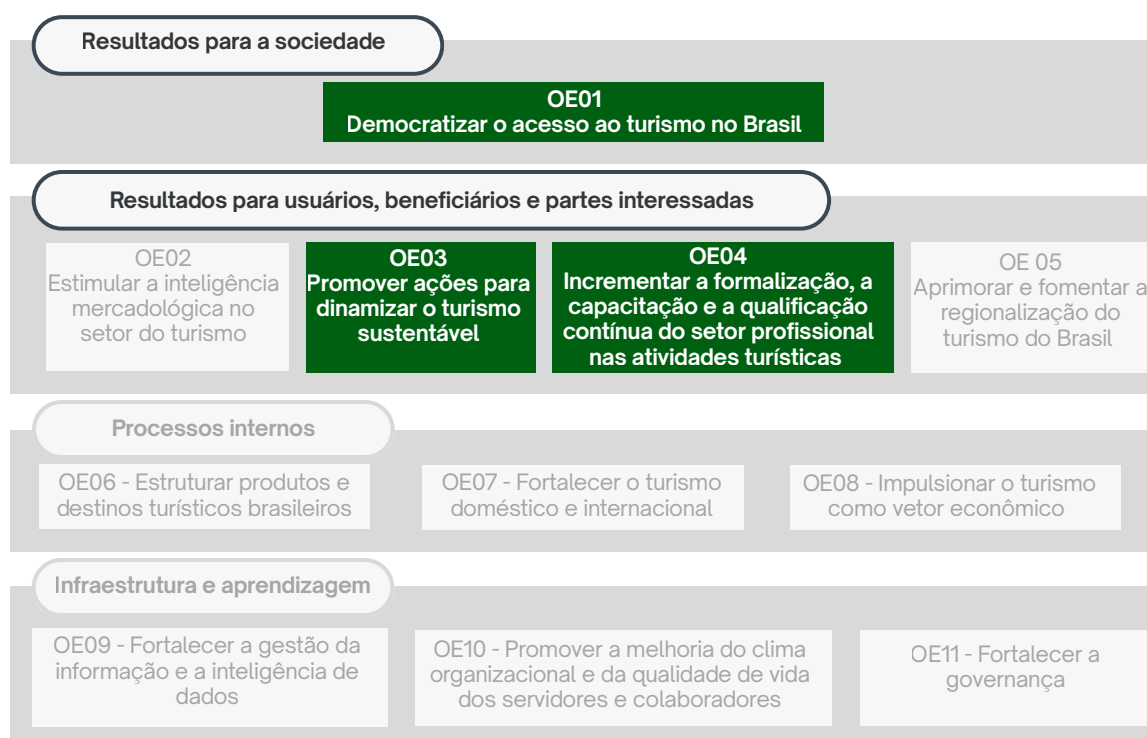 Resultados para a sociedade
OE01
Democratizar o acesso ao turismo no Brasil
Resultados para usuários, beneficiários e partes interessadas
OE02
Estimular a inteligência
mercadológica no
setor do turismo
OE03
Promover ações para
dinamizar o turismo
sustentável
OE04
Incrementar a formalização, a
capacitação e a qualificação
contínua do setor profissional
nas atividades turísticas
OE 05
Aprimorar e fomentar a
regionalização do
turismo do Brasil
Processos internos
OE06 - Estruturar produtos e
destinos turísticos brasileiros
OE07 - Fortalecer o turismo
doméstico e internacional
OE08 - Impulsionar o turismo
como vetor econômico
Infraestrutura e aprendizagem
OE09 - Fortalecer a gestão da
informação e a inteligência de
dados
OE10 - Promover a melhoria do clima
organizacional e da qualidade de vida
dos servidores e colaboradores
OE11 - Fortalecer a
governança